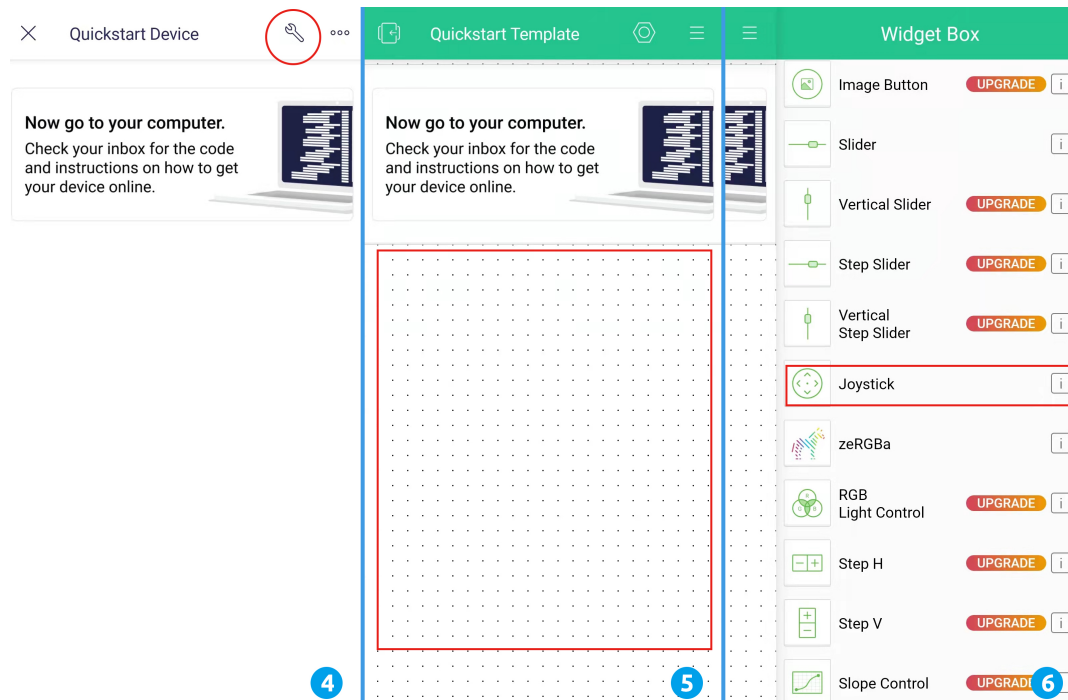 Quickstart Device
Now go to your computer.
Check your inbox for the code
and instructions on how to get
your device online.
4
Quickstart Template
Now go to your computer.
Check your inbox for the code
and instructions on how to get
your device online.
5
Widget Box
Image Button UPGRADE i
Slider i
Vertical Slider UPGRADE i
Step Slider UPGRADE i
Vertical
Step Slider UPGRADE i
Joystick i
zeRGBa i
RGB
Light Control UPGRADE i
Step H UPGRADE i
Step V UPGRADE i
Slope Control UPGRAD
6